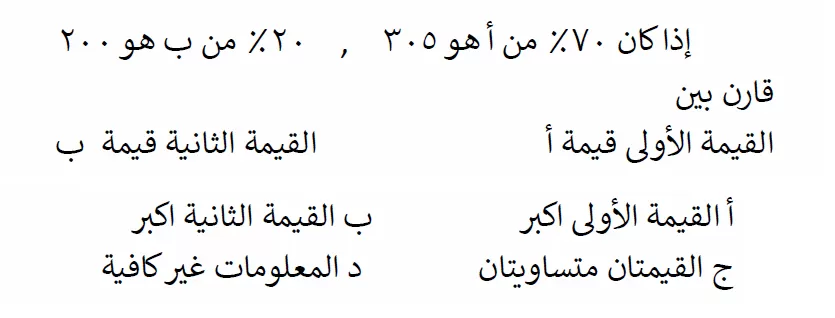 إذا كان ٧٠٪ من أ هو ٣٠٥ , ٢٠٪ من ب هو ٢٠٠
قارن بين
القيمة الأولى قيمة أ القيمة الثانية قيمة ب
أ القيمة الأولى اكبر ب القيمة الثانية اكبر
ج القيمتان متساويتان د المعلومات غير كافية